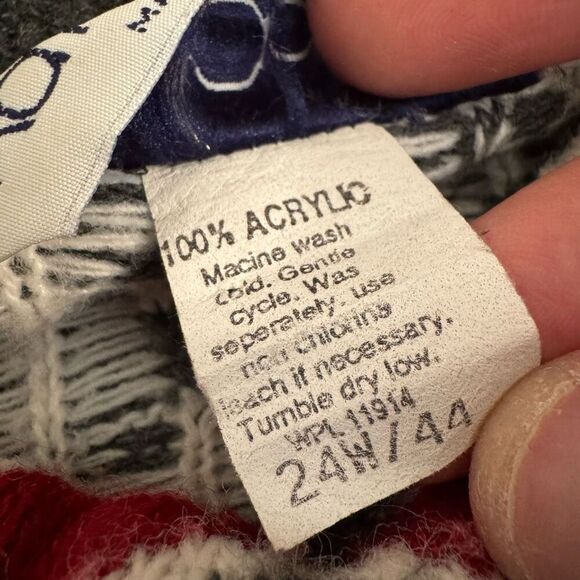 100% ACRYLIC
Macine wash
cold. Gentle
cycle. Was
seperately. use
non chlorine
leach if necessary.
Tumble dry low.
WPL 11914
24W/44